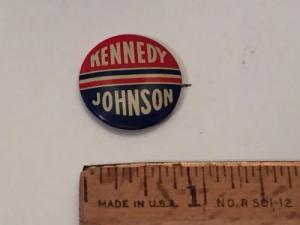 KENNEDY
JOHNSON
MADE IN U.S.A. 1 NO. R 501-12